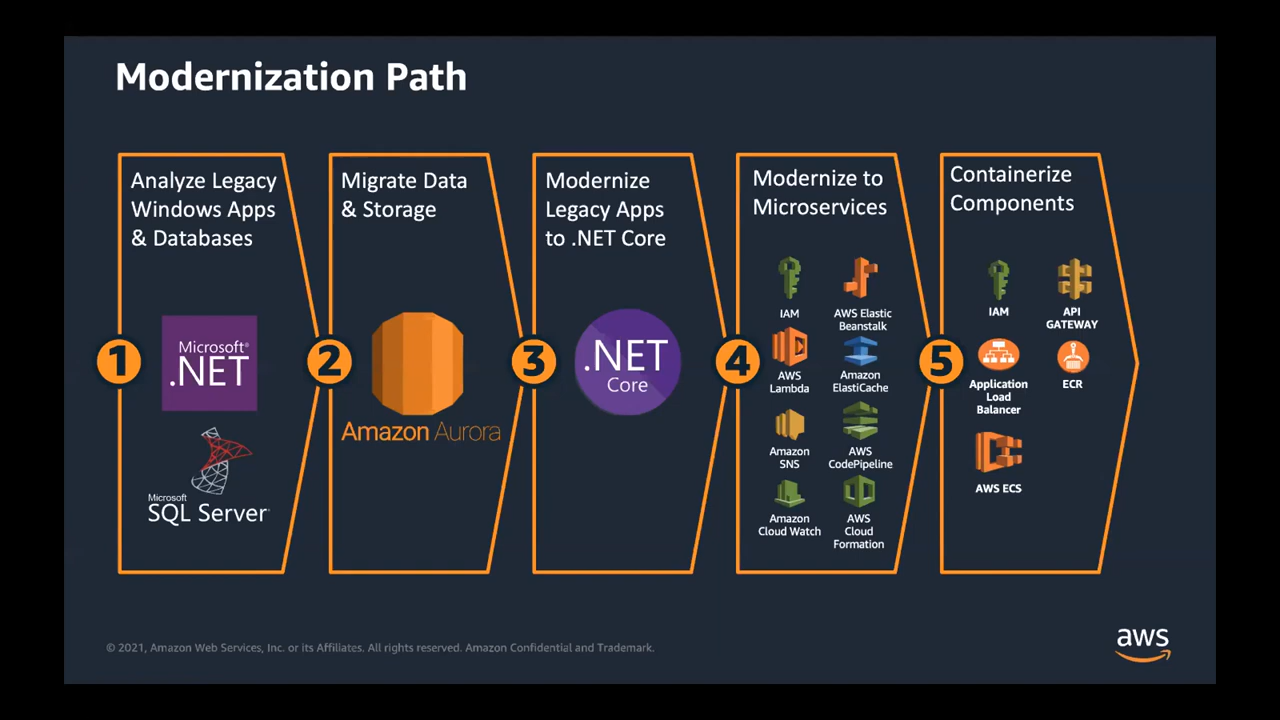 Modernization Path
1
Analyze Legacy
Windows Apps
& Databases
Microsoft®
.NET
Microsoft
SQL Server
2
Migrate Data
& Storage
Amazon Aurora
3
Modernize
Legacy Apps
to .NET Core
.NET
Core
4
Modernize to
Microservices
IAM
AWS Elastic
Beanstalk
AWS
Lambda
Amazon
ElastiCache
Amazon
SNS
AWS
CodePipeline
Amazon
Cloud Watch
AWS
Cloud
Formation
5
Containerize
Components
IAM
API
GATEWAY
Application
Load
Balancer
ECR
AWS ECS
© 2021, Amazon Web Services, Inc. or its Affiliates. All rights reserved. Amazon Confidential and Trademark.
aws